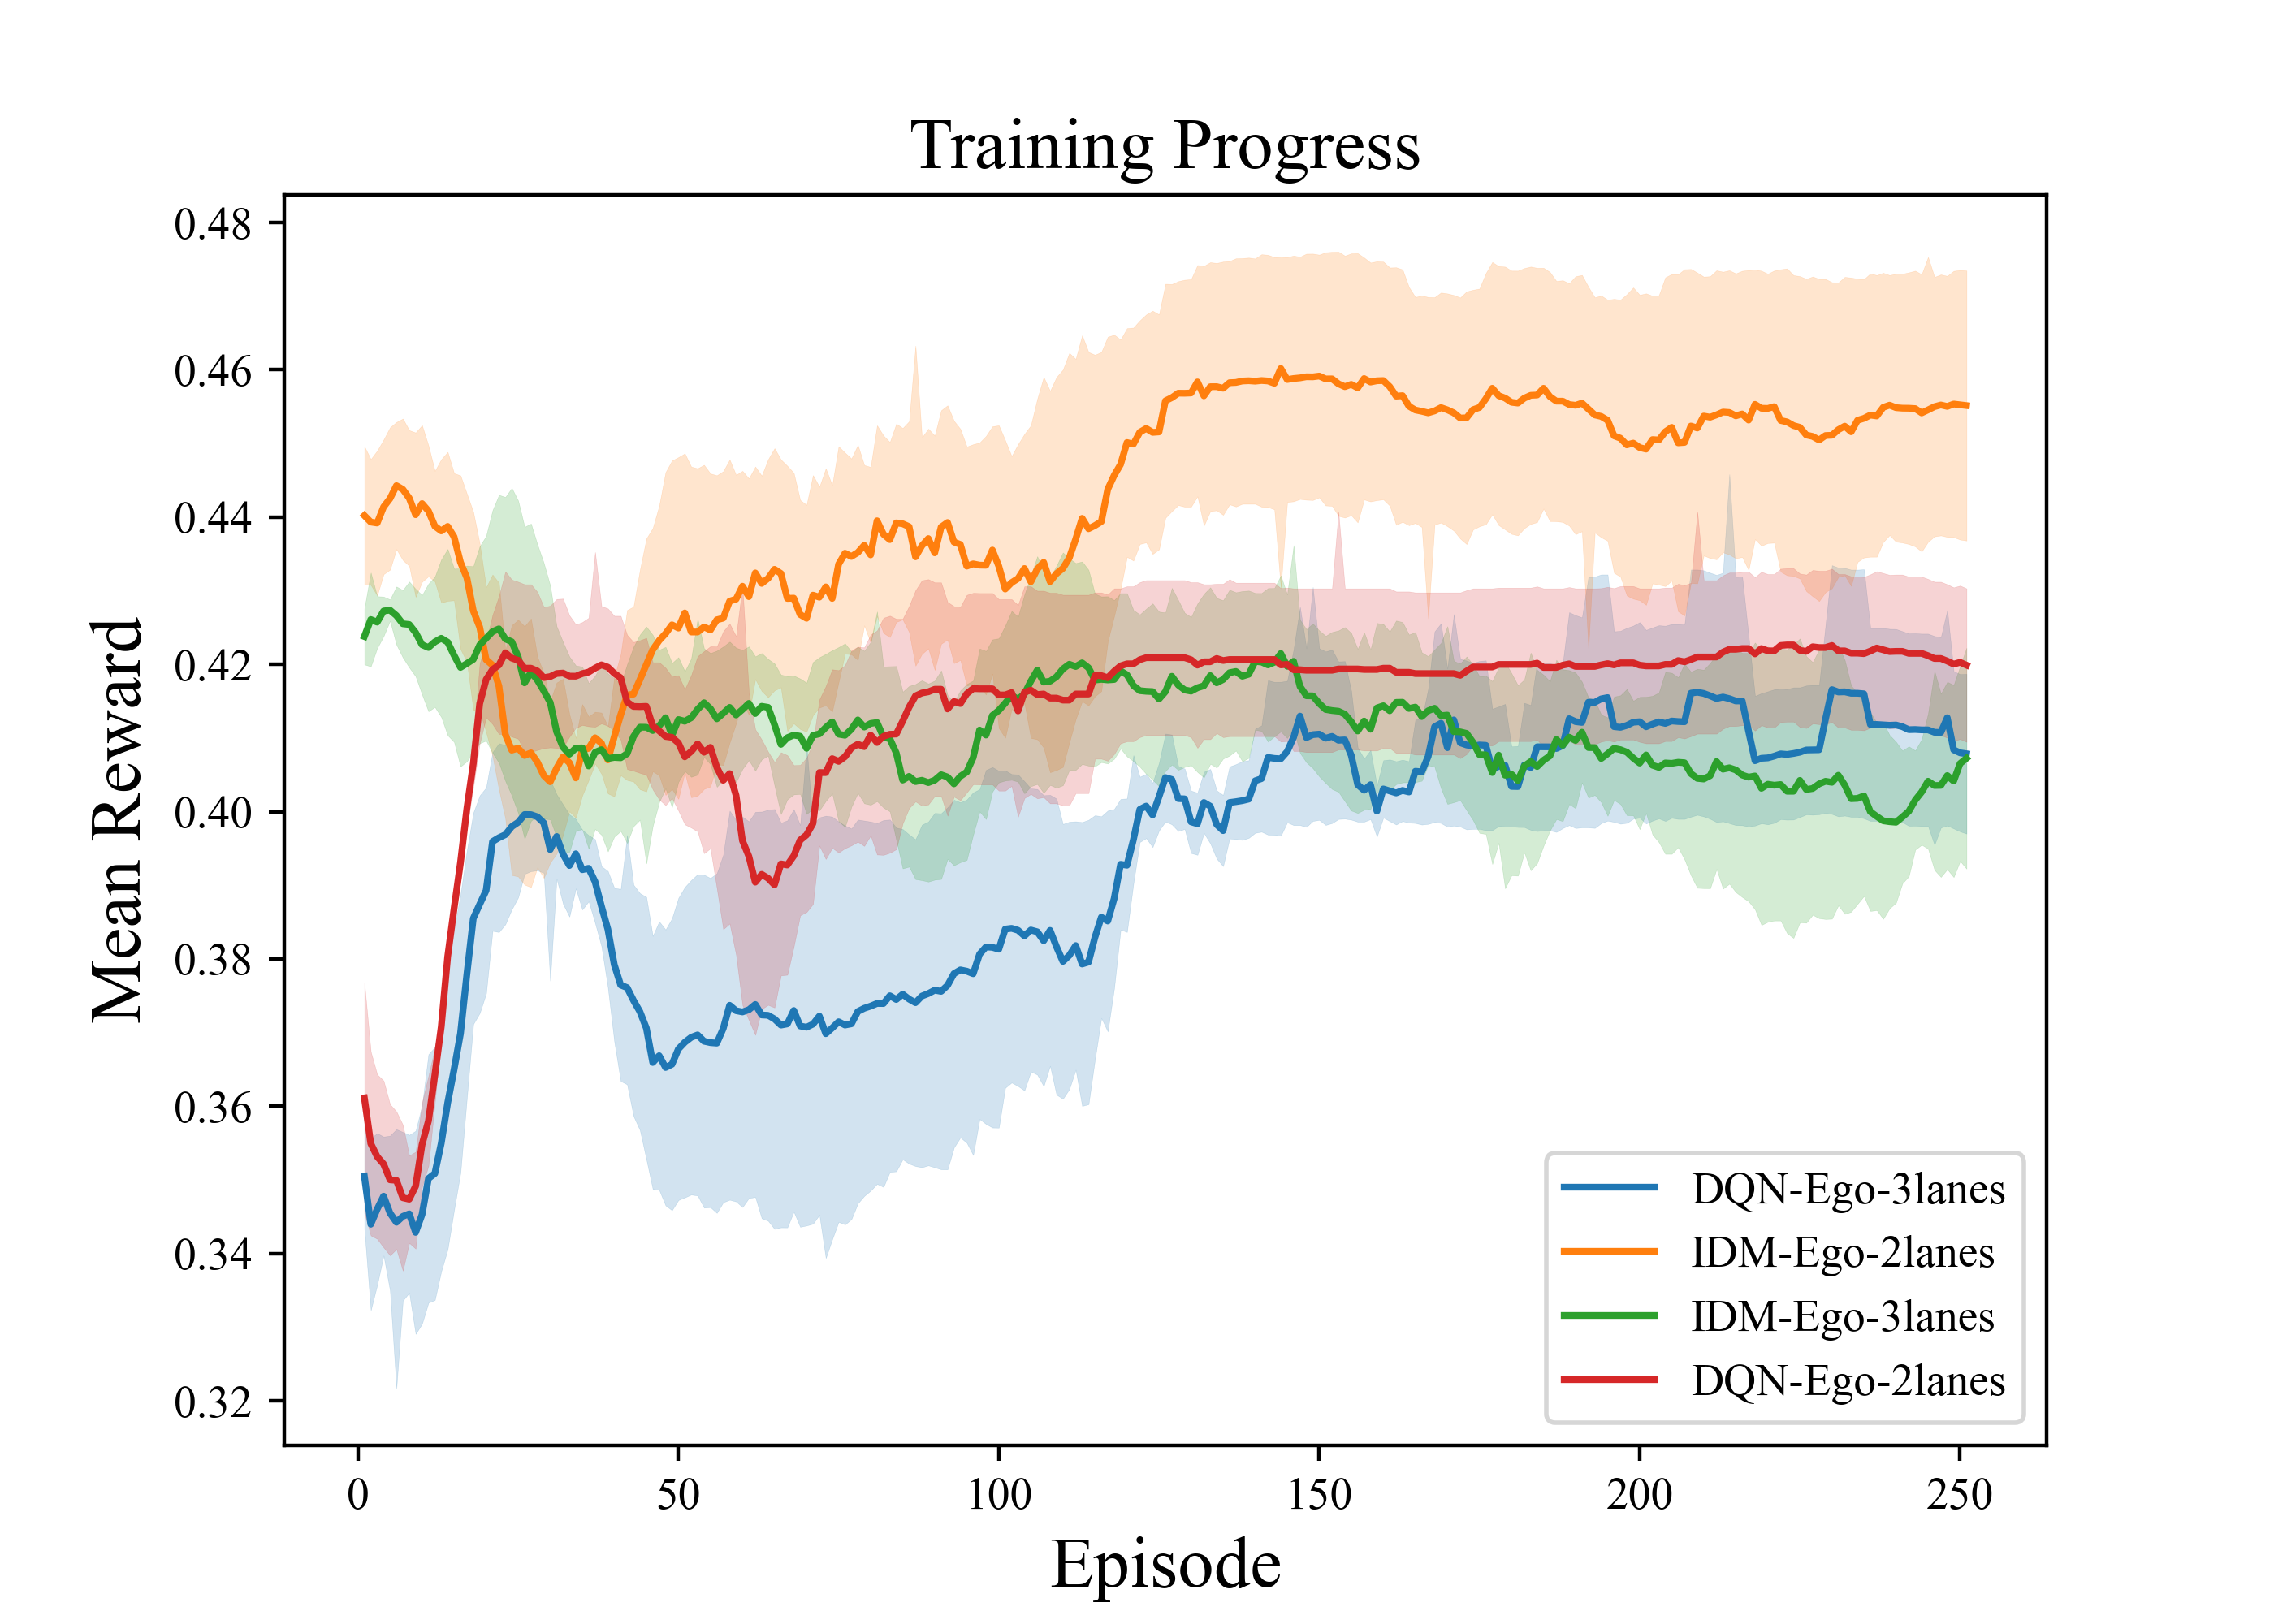 Training Progress
0.48
0.46
0.44
0.42
0.40
0.38
0.36
0.34
0.32
Mean Reward
0 50 100 150 200 250
Episode
DQN-Ego-3lanes
IDM-Ego-2lanes
IDM-Ego-3lanes
DQN-Ego-2lanes